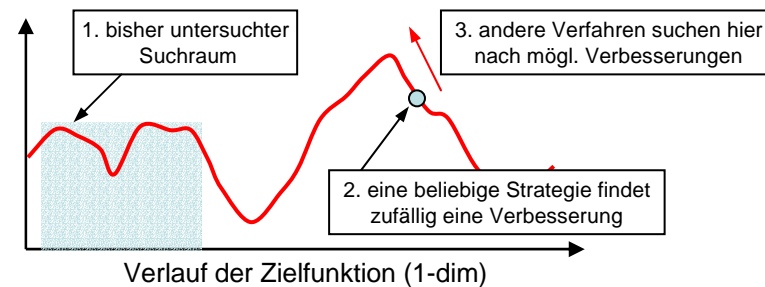 1. bisher untersuchter
Suchraum
3. andere Verfahren suchen hier
nach mögl. Verbesserungen
2. eine beliebige Strategie findet
zufällig eine Verbesserung
Verlauf der Zielfunktion (1-dim)